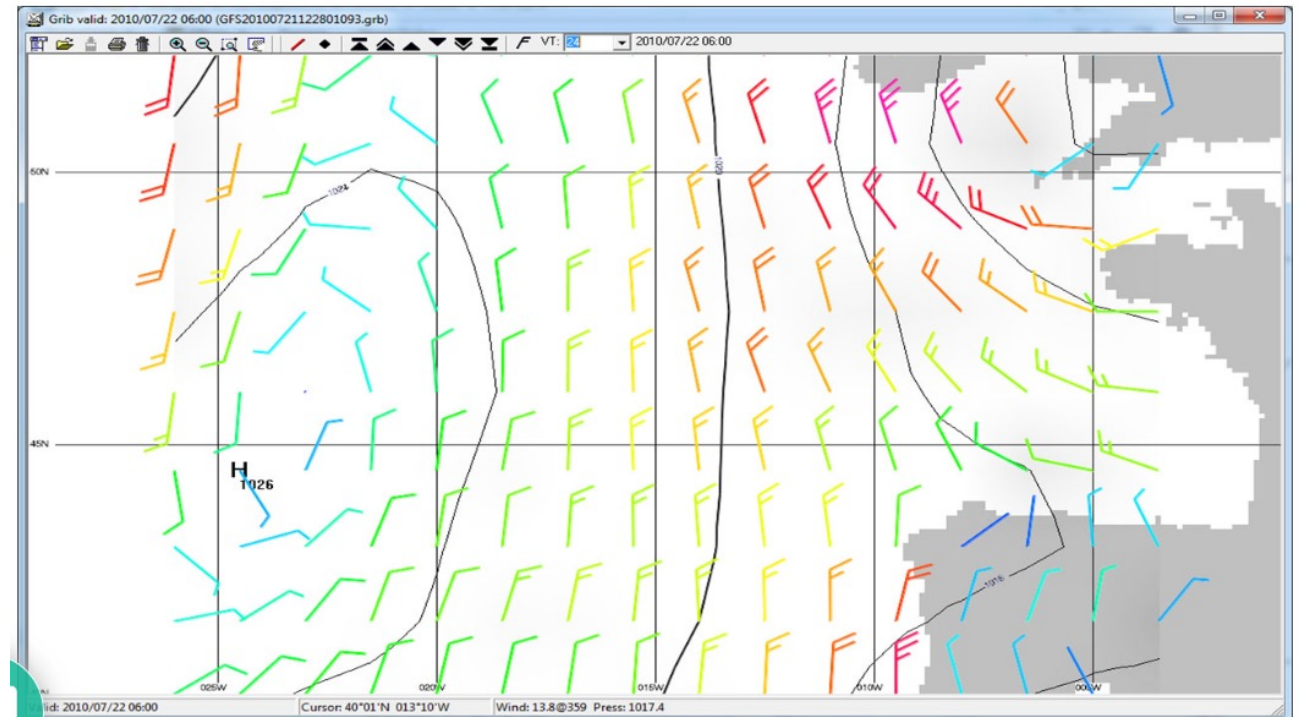 Grib valid: 2010/07/22 06:00 (GFS20100721122801093.grb)
F VT: 24 2010/07/22 06:00
50N
1024
1020
45N
H
1026
1016
025W 020W 015W 010W 005W
Valid: 2010/07/22 06:00 Cursor: 40°01'N 013°10'W Wind: 13.8@359 Press: 1017.4